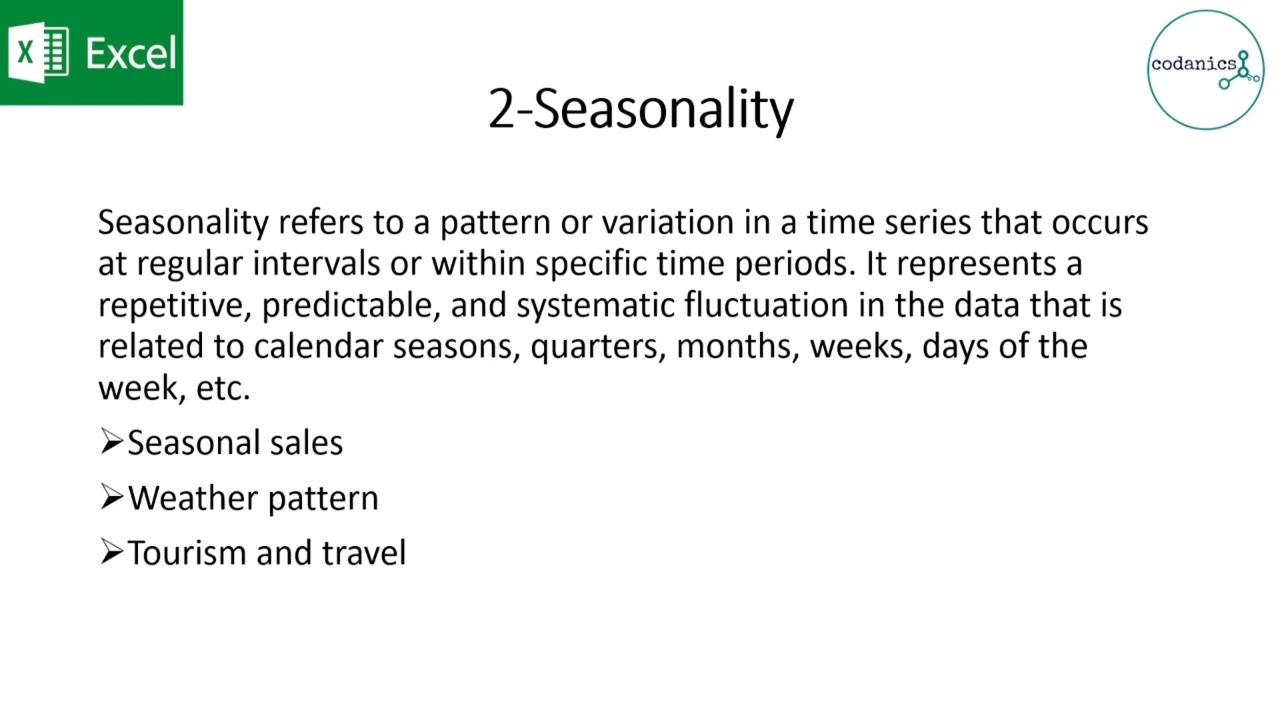 X Excel
codanics
2-Seasonality
Seasonality refers to a pattern or variation in a time series that occurs
at regular intervals or within specific time periods. It represents a
repetitive, predictable, and systematic fluctuation in the data that is
related to calendar seasons, quarters, months, weeks, days of the
week, etc.
➢Seasonal sales
➢Weather pattern
➢Tourism and travel